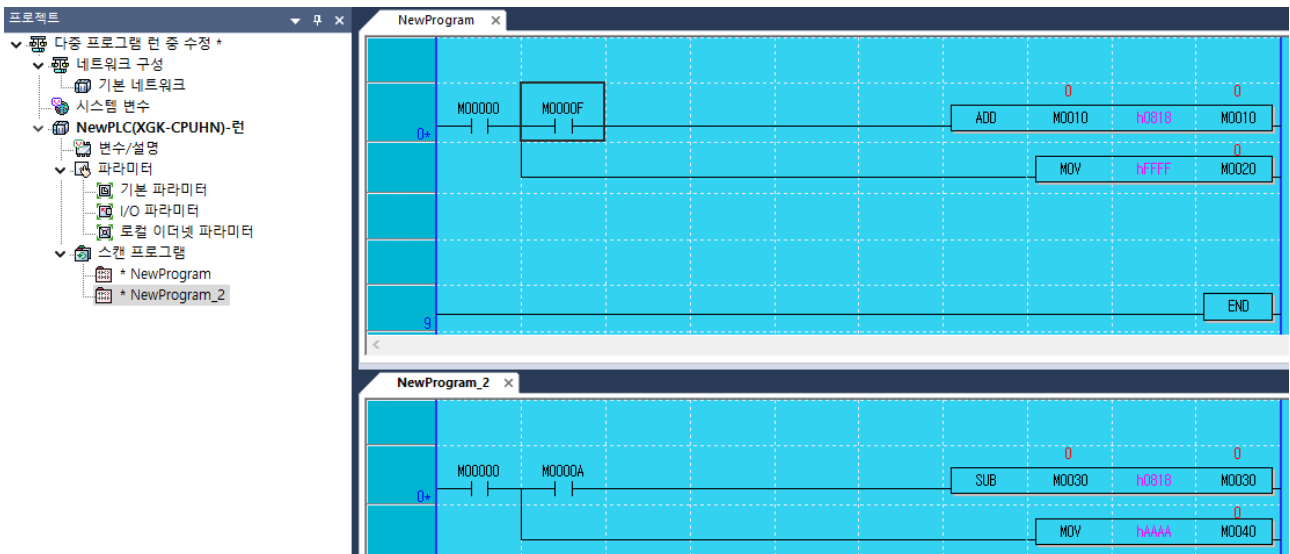 프로젝트
다중 프로그램 런 중 수정 *
네트워크 구성
기본 네트워크
시스템 변수
NewPLC(XGK-CPUHN)-런
변수/설명
파라미터
기본 파라미터
I/O 파라미터
로컬 이더넷 파라미터
스캔 프로그램
* NewProgram
* NewProgram_2
NewProgram
0 0
M00000 M0000F ADD M0010 h0818 M0010
0*
0
MOV hFFFF M0020
END
9
NewProgram_2
0 0
M00000 M0000A SUB M0030 h0818 M0030
0*
0
MOV hAAAA M0040